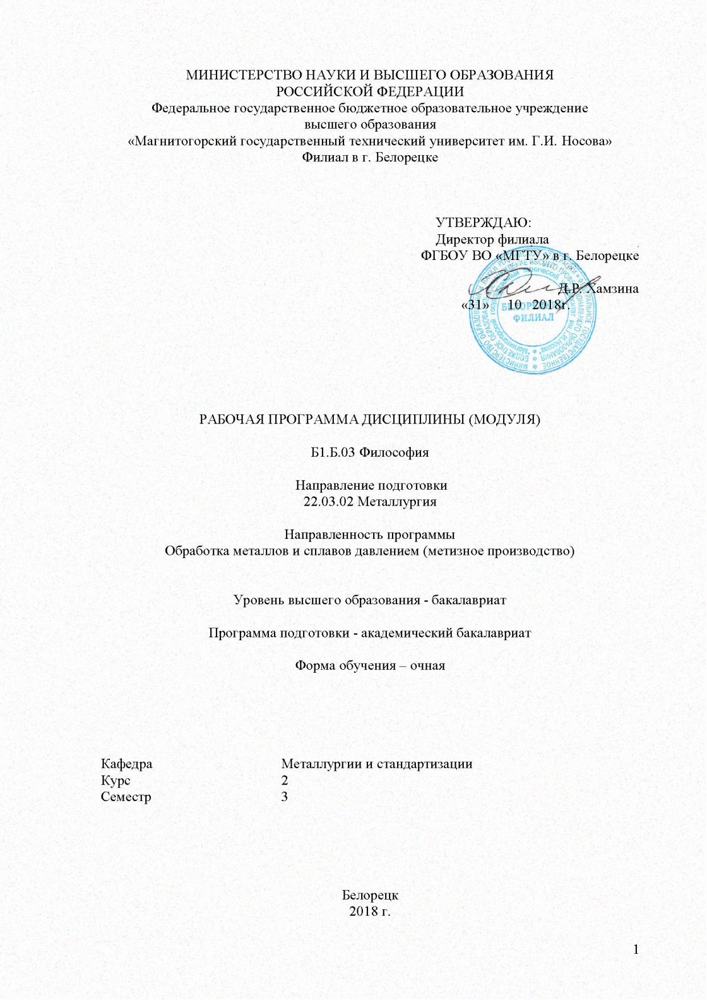 МИНИСТЕРСТВО НАУКИ И ВЫСШЕГО ОБРАЗОВАНИЯ
РОССИЙСКОЙ ФЕДЕРАЦИИ
Федеральное государственное бюджетное образовательное учреждение
высшего образования
«Магнитогорский государственный технический университет им. Г.И. Носова»
Филиал в г. Белорецке
УТВЕРЖДАЮ:
Директор филиала
ФГБОУ ВО «МГТУ» в г. Белорецке
Д.Р. Хамзина
«31» 10 2018г.
БЕЛОРЕЦКИЙ
ФИЛИАЛ
РАБОЧАЯ ПРОГРАММА ДИСЦИПЛИНЫ (МОДУЛЯ)
Б1.Б.03 Философия
Направление подготовки
22.03.02 Металлургия
Направленность программы
Обработка металлов и сплавов давлением (метизное производство)
Уровень высшего образования - бакалавриат
Программа подготовки - академический бакалавриат
Форма обучения – очная
Кафедра Металлургии и стандартизации
Курс 2
Семестр 3
Белорецк
2018 г.
1